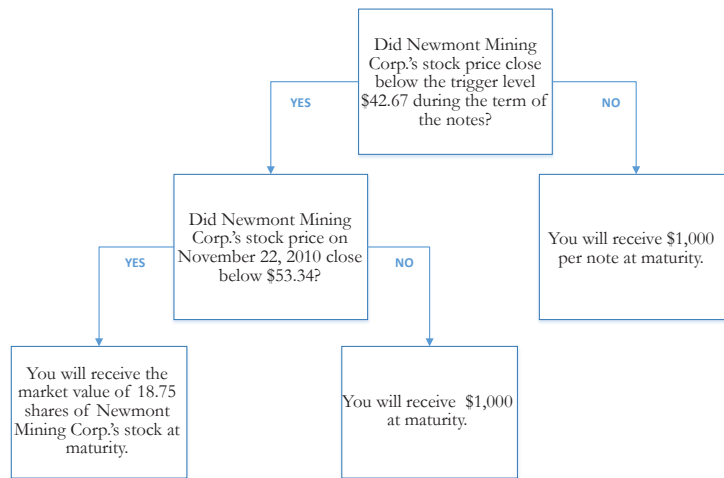 Did Newmont Mining
Corp.'s stock price close
below the trigger level
$42.67 during the term of
the notes?
YES
NO
Did Newmont Mining
Corp.'s stock price on
November 22, 2010 close
below $53.34?
You will receive $1,000
per note at maturity.
YES
NO
You will receive the
market value of 18.75
shares of Newmont
Mining Corp.'s stock at
maturity.
You will receive $1,000
at maturity.